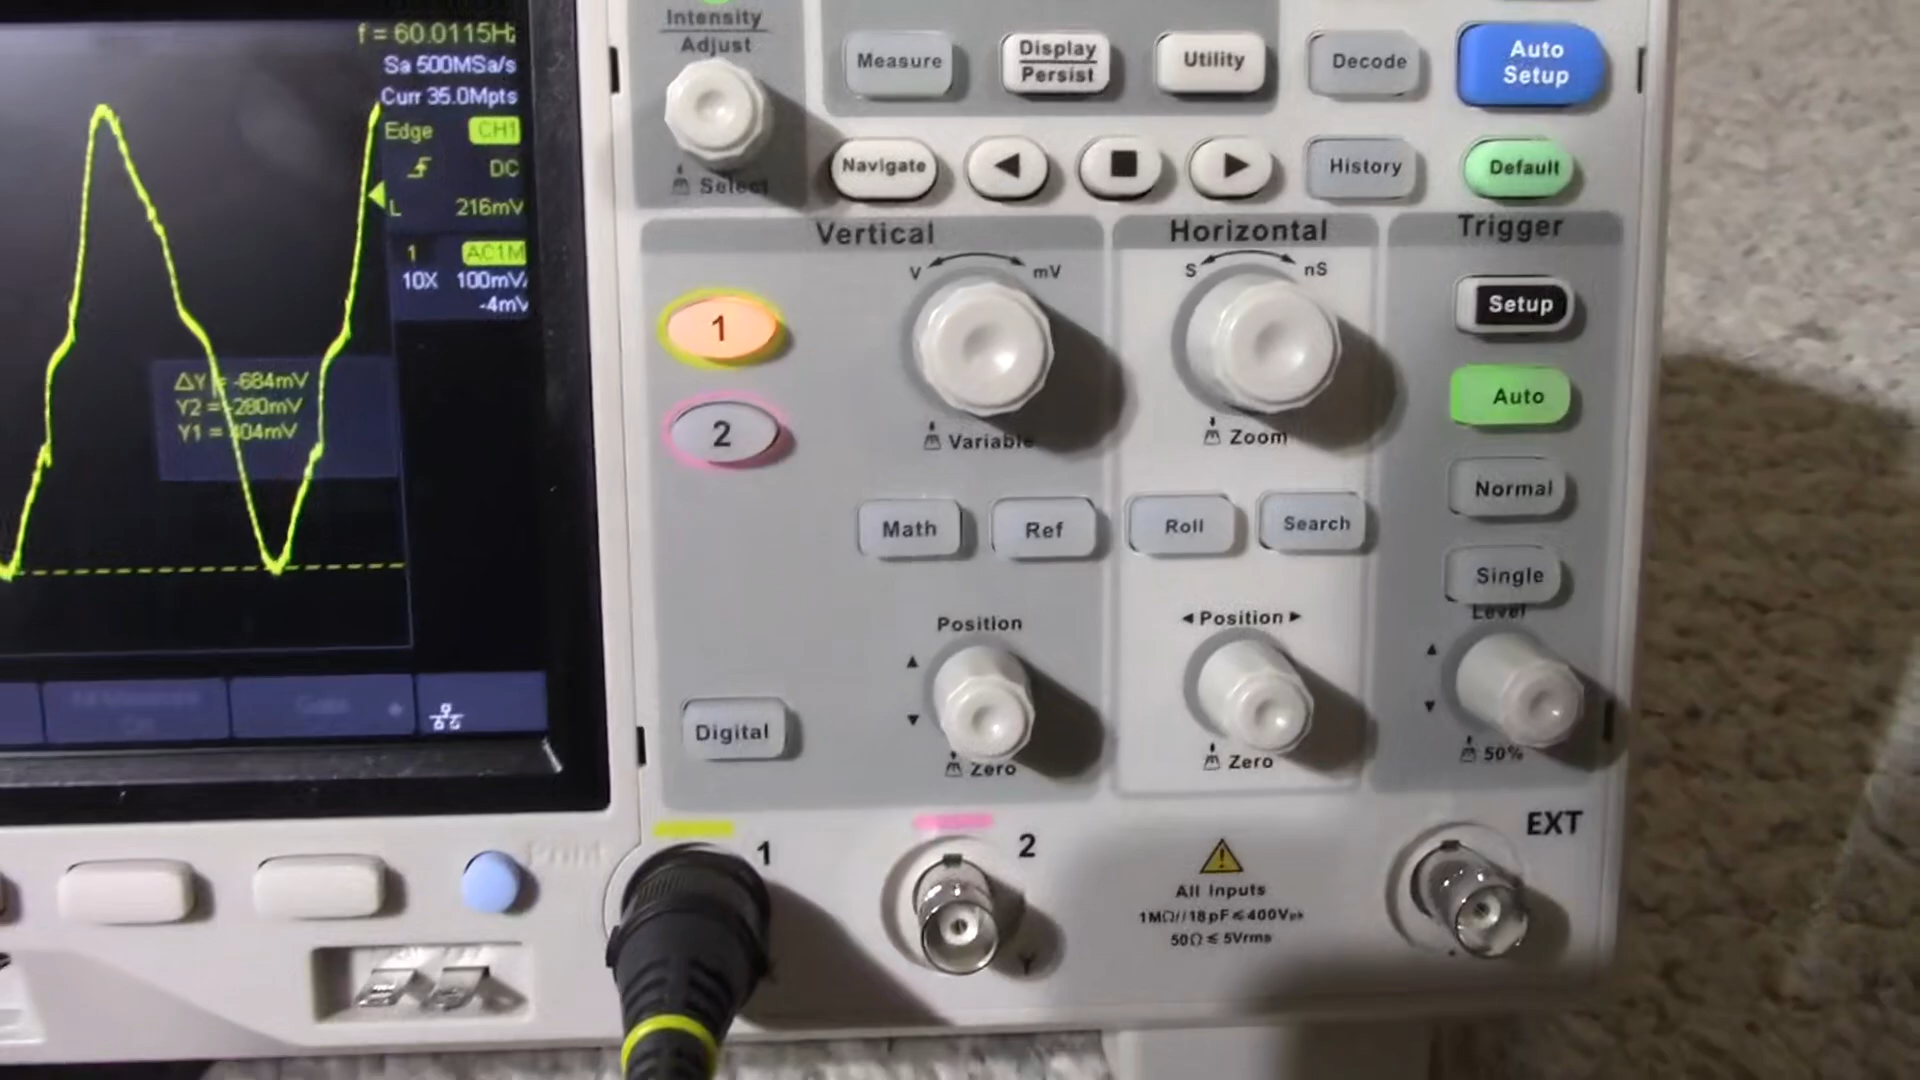 f = 60.0115Hz
Sa 500MSa/s
Curr 35.0Mpts
Edge CH1
DC
L 216mV
1 AC1M
10X 100mV/
-4mV
ΔY = -684mV
Y2 = -280mV
Y1 = 404mV
Intensity
Adjust
Select
Measure
Display
Persist
Utility
Decode
Auto
Setup
Navigate
History
Default
Vertical
Horizontal
Trigger
V mV
S nS
1
2
Variable
Zoom
Setup
Auto
Normal
Single
Math
Ref
Roll
Search
Level
Position
Position
Digital
Zero
Zero
50%
Print
1
2
EXT
All Inputs
1MΩ//18pF≤400Vpk
50Ω≤5Vrms
X
Y